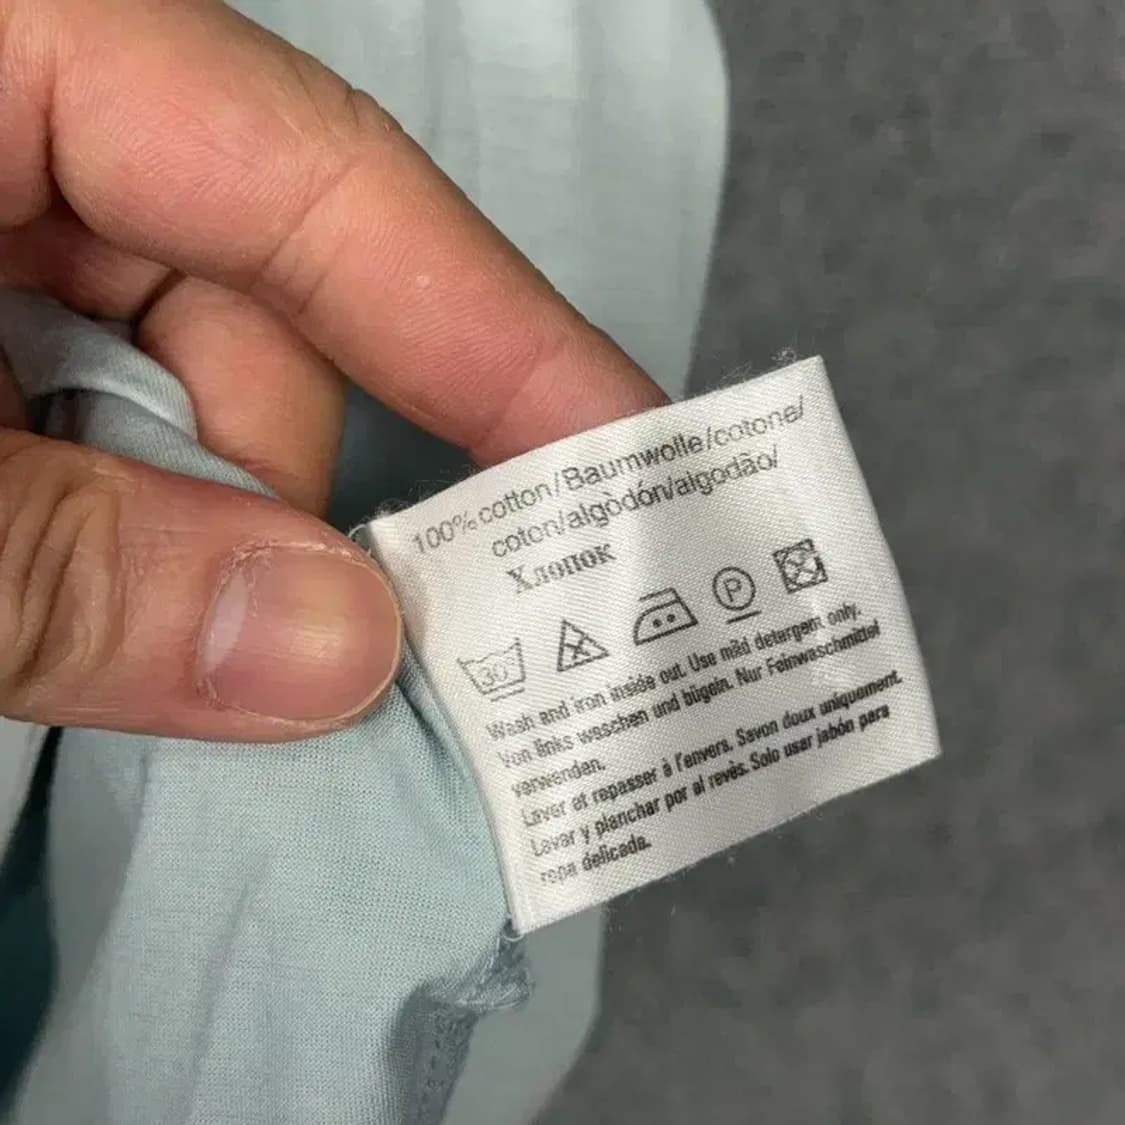 100% cotton/Baumwolle/cotone/
coton/algòdón/algodão/
Хлопок
30°
P
Wash and iron inside out. Use mild detergent only.
Von links waschen und bügeln. Nur Feinwaschmittel
verwenden.
Laver et repasser à l'envers. Savon doux uniquement.
Lavar y planchar por al revès. Solo usar jabón para
ropa delicada.